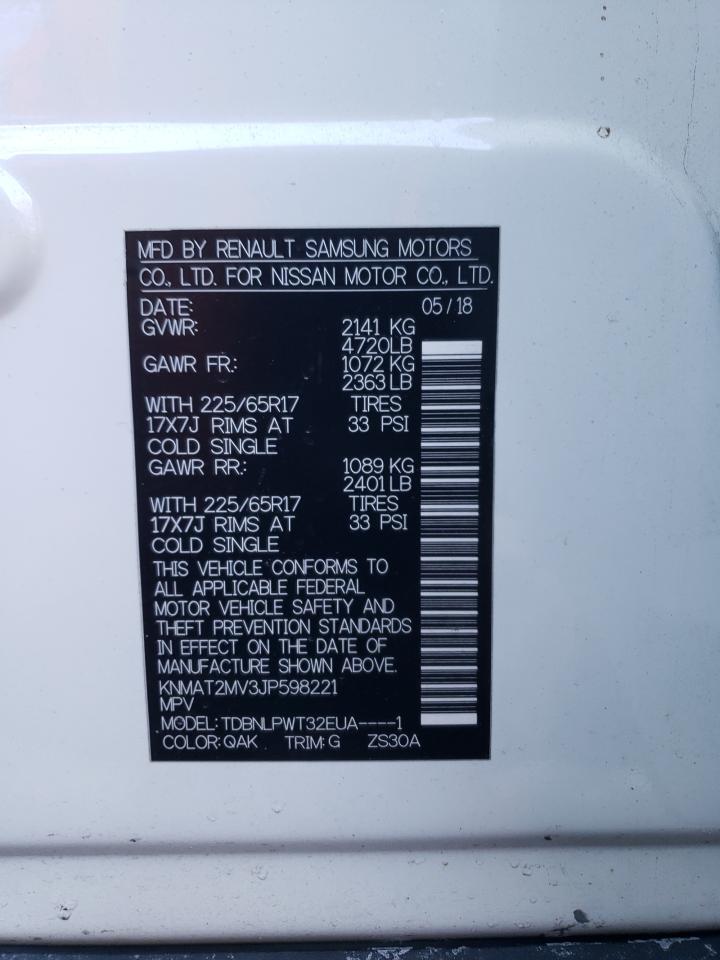 MFD BY RENAULT SAMSUNG MOTORS
CO., LTD. FOR NISSAN MOTOR CO., LTD.
DATE: 05/18
GVWR: 2141 KG
4720LB
GAWR FR.: 1072 KG
2363 LB
WITH 225/65R17 TIRES
17X7J RIMS AT 33 PSI
COLD SINGLE
GAWR RR.: 1089 KG
2401 LB
WITH 225/65R17 TIRES
17X7J RIMS AT 33 PSI
COLD SINGLE
THIS VEHICLE CONFORMS TO
ALL APPLICABLE FEDERAL
MOTOR VEHICLE SAFETY AND
THEFT PREVENTION STANDARDS
IN EFFECT ON THE DATE OF
MANUFACTURE SHOWN ABOVE.
KNMAT2MV3JP598221
MPV
MODEL: TDBNLPWT32EUA----1
COLOR: QAK TRIM: G ZS30A